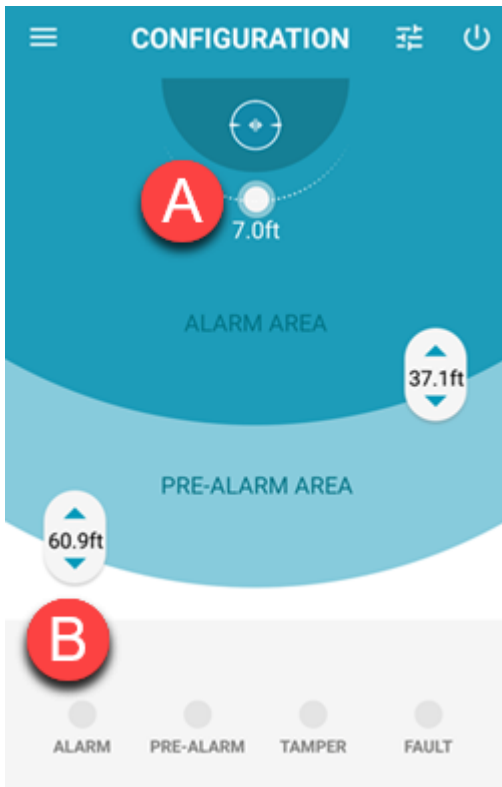 CONFIGURATION
A
7.0ft
ALARM AREA
37.1ft
PRE-ALARM AREA
60.9ft
B
ALARM PRE-ALARM TAMPER FAULT